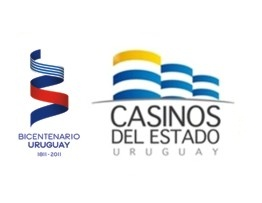 BICENTENARIO
URUGUAY
1811-2011
CASINOS
DEL ESTADO
URUGUAY